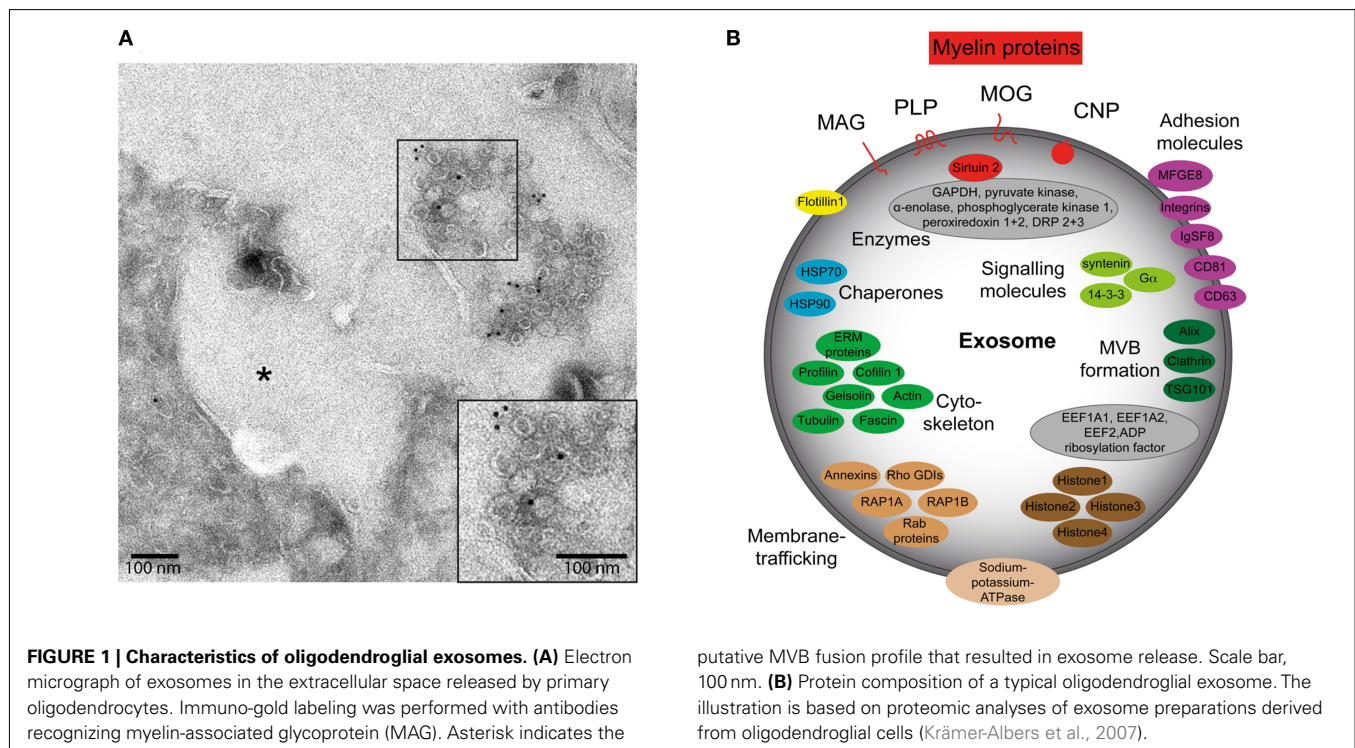 A
*
100 nm
100 nm
B
Myelin proteins
MAG
PLP
MOG
CNP
Adhesion
molecules
MFGE8
Integrins
IgSF8
CD81
CD63
Sirtuin 2
GAPDH, pyruvate kinase,
α-enolase, phosphoglycerate kinase 1,
peroxiredoxin 1+2, DRP 2+3
Flotillin1
Enzymes
HSP70
HSP90
Chaperones
Signalling
molecules
syntenin
Gα
14-3-3
Exosome
ERM
proteins
Profilin
Cofilin 1
Gelsolin
Actin
Tubulin
Fascin
Cyto-
skeleton
MVB
formation
Alix
Clathrin
TSG101
EEF1A1, EEF1A2,
EEF2,ADP
ribosylation factor
Annexins
Rho GDIs
RAP1A
RAP1B
Rab
proteins
Membrane-
trafficking
Histone1
Histone2
Histone3
Histone4
Sodium-
potassium-
ATPase
FIGURE 1 | Characteristics of oligodendroglial exosomes. (A) Electron
micrograph of exosomes in the extracellular space released by primary
oligodendrocytes. Immuno-gold labeling was performed with antibodies
recognizing myelin-associated glycoprotein (MAG). Asterisk indicates the
putative MVB fusion profile that resulted in exosome release. Scale bar,
100 nm. (B) Protein composition of a typical oligodendroglial exosome. The
illustration is based on proteomic analyses of exosome preparations derived
from oligodendroglial cells (Krämer-Albers et al., 2007).